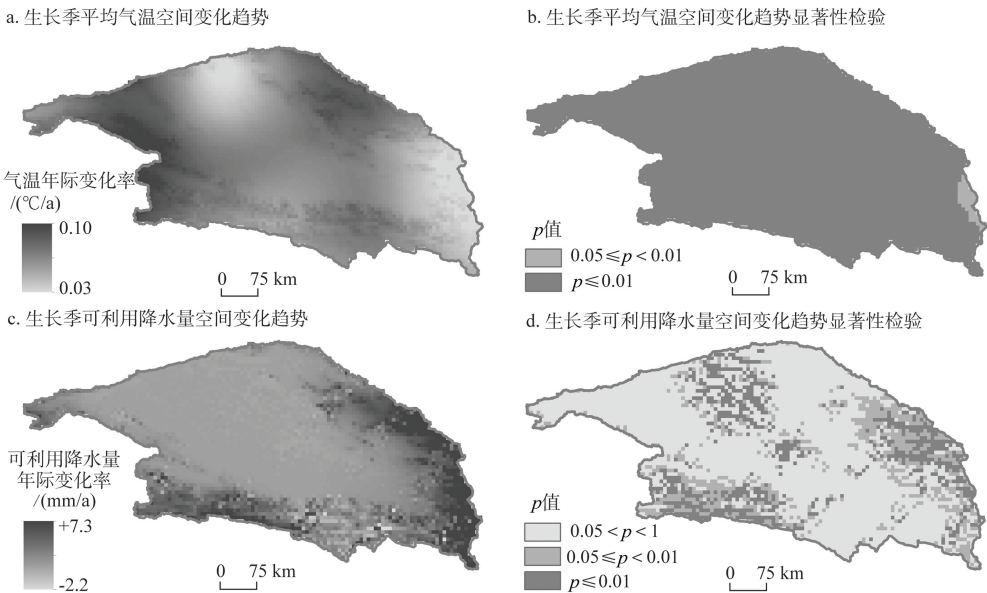 a. 生长季平均气温空间变化趋势
气温年际变化率
/(℃/a)
0.10
0.03
0 75 km
b. 生长季平均气温空间变化趋势显著性检验
p值
0.05≤p<0.01
p≤0.01
0 75 km
c. 生长季可利用降水量空间变化趋势
可利用降水量
年际变化率
/(mm/a)
+7.3
-2.2
0 75 km
d. 生长季可利用降水量空间变化趋势显著性检验
p值
0.05<p<1
0.05≤p<0.01
p≤0.01
0 75 km